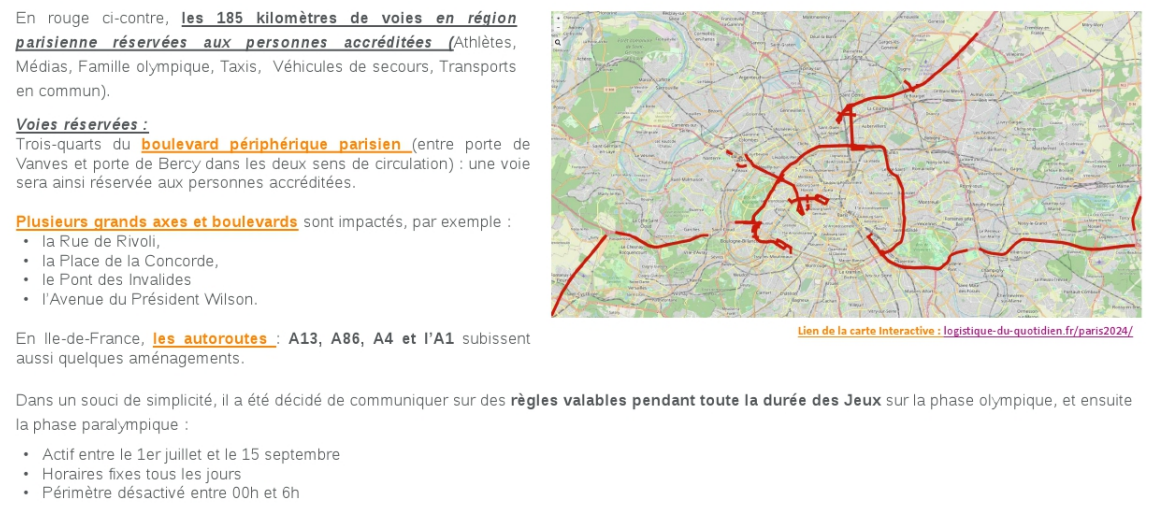 En rouge ci-contre, les 185 kilomètres de voies en région
parisienne réservées aux personnes accréditées (Athlètes,
Médias, Famille olympique, Taxis, Véhicules de secours, Transports
en commun).
Voies réservées :
Trois-quarts du boulevard périphérique parisien (entre porte de
Vanves et porte de Bercy dans les deux sens de circulation) : une voie
sera ainsi réservée aux personnes accréditées.
Plusieurs grands axes et boulevards sont impactés, par exemple :
• la Rue de Rivoli,
• la Place de la Concorde,
• le Pont des Invalides
• l'Avenue du Président Wilson.
En Ile-de-France, les autoroutes : A13, A86, A4 et l'A1 subissent
aussi quelques aménagements.
Lien de la carte Interactive : logistique-du-quotidien.fr/paris2024/
Dans un souci de simplicité, il a été décidé de communiquer sur des règles valables pendant toute la durée des Jeux sur la phase olympique, et ensuite
la phase paralympique :
• Actif entre le 1er juillet et le 15 septembre
• Horaires fixes tous les jours
• Périmètre désactivé entre 00h et 6h